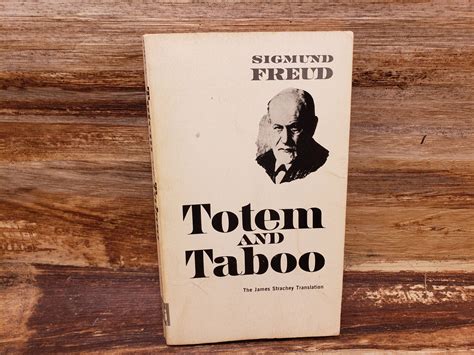 SIGMUND
FREUD
Totem
AND
Taboo
The James Strachey Translation